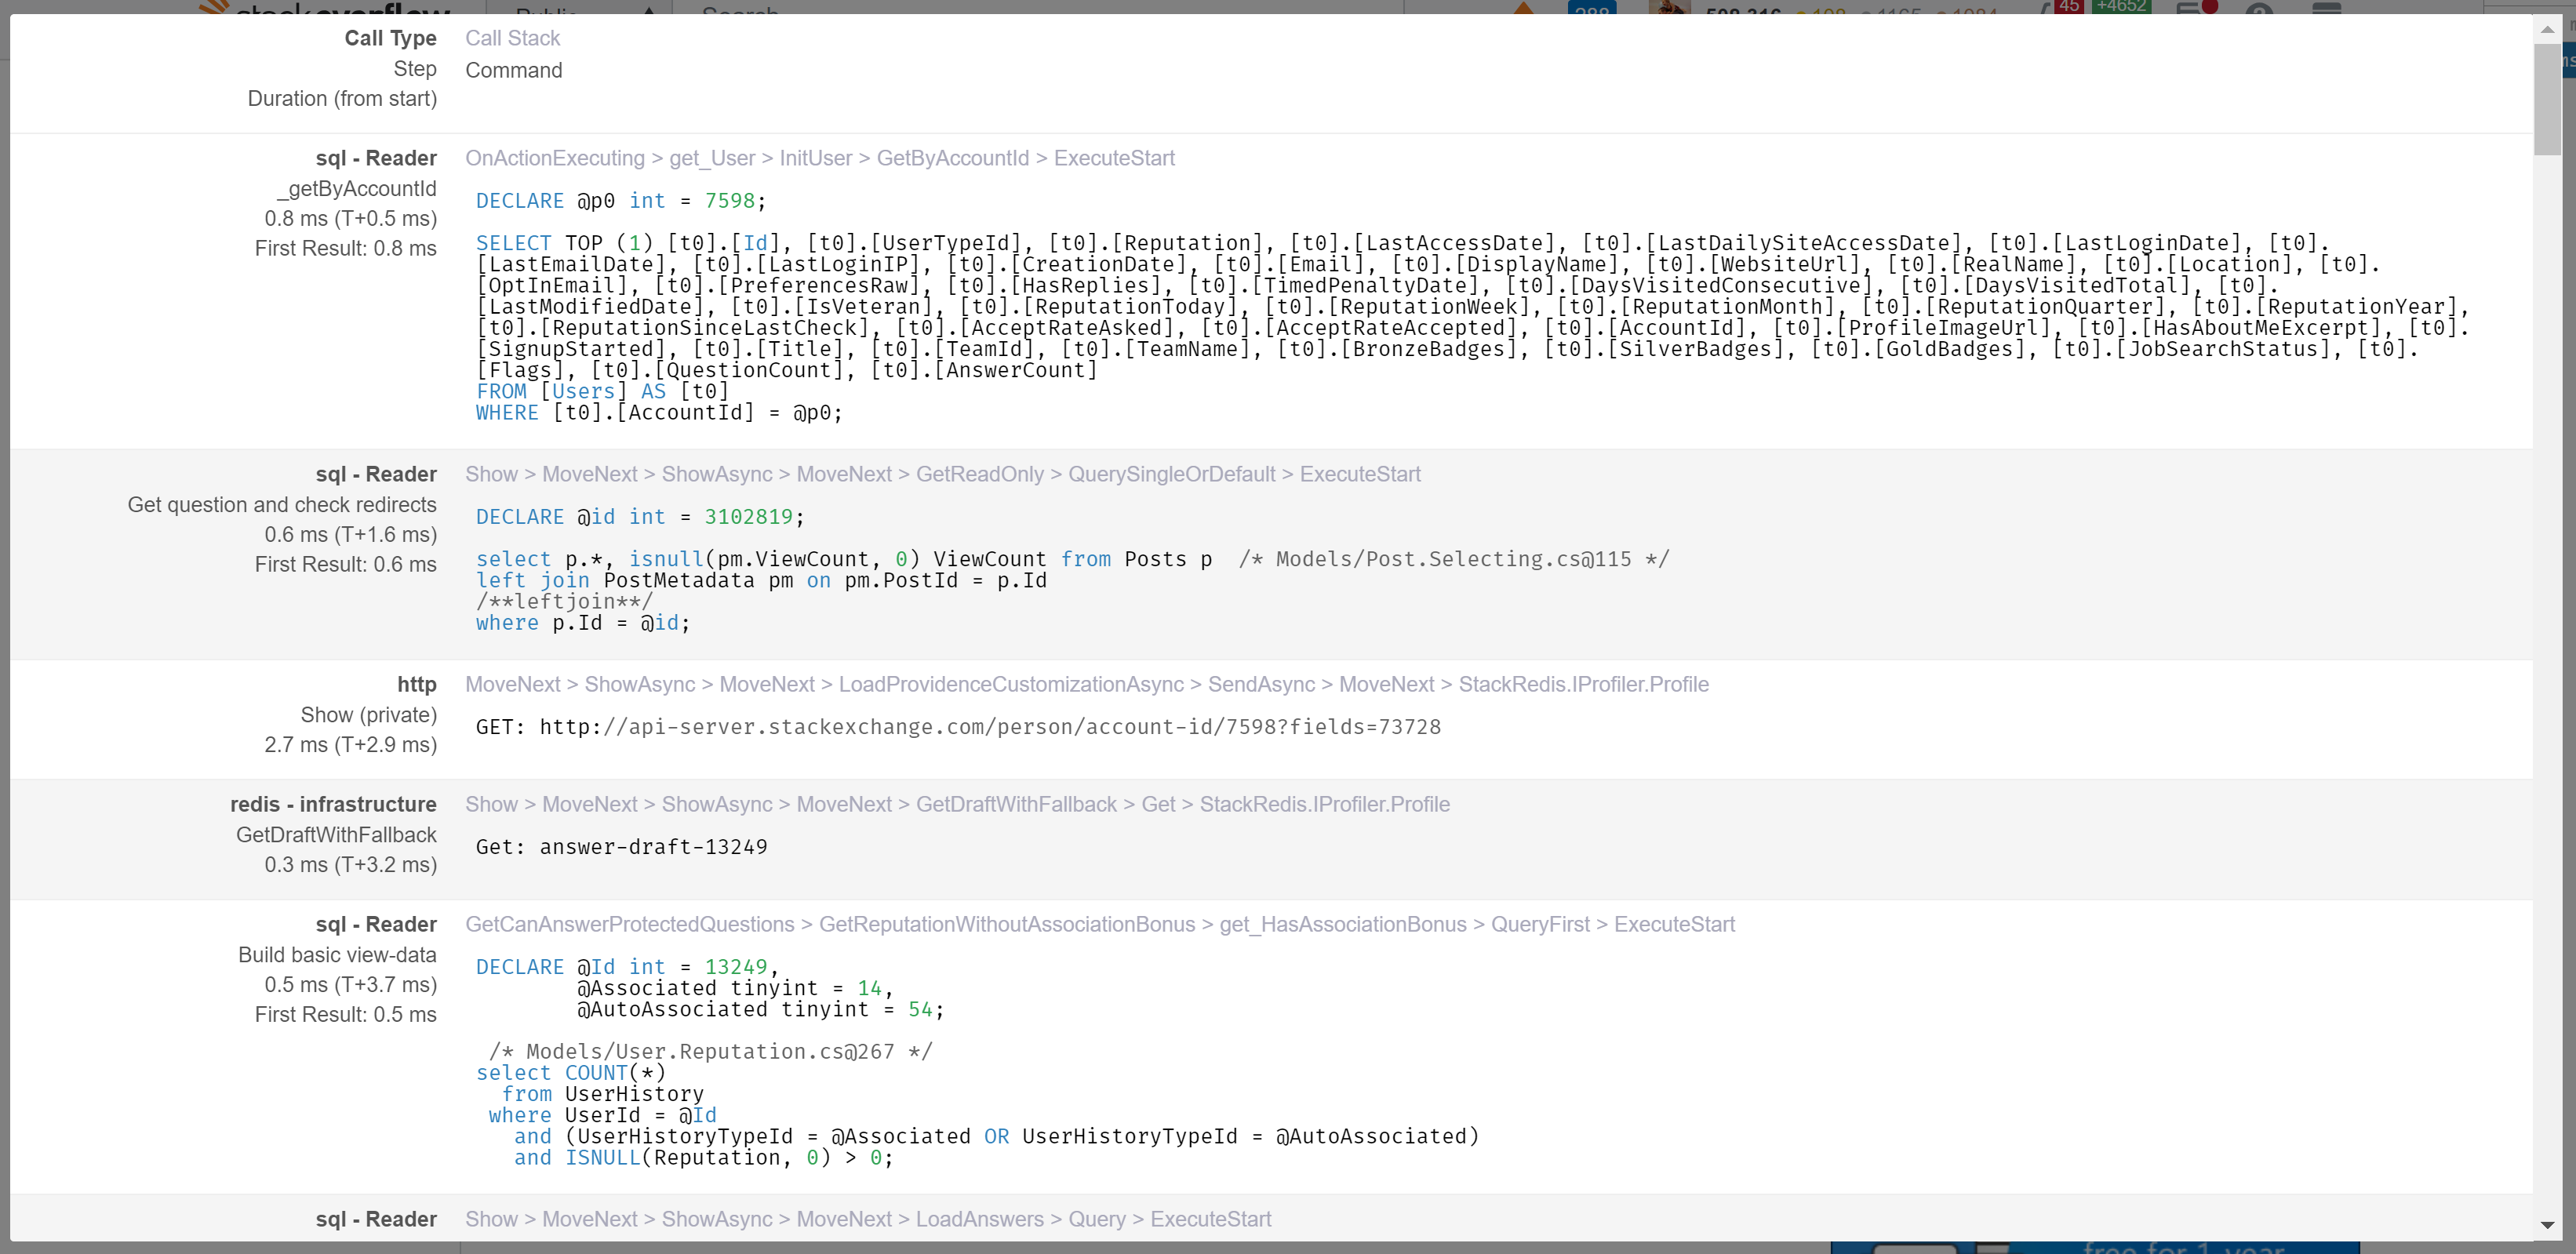 stackoverflow
Public
Search
288
508,316
45
+4652
Call Type
Call Stack
Step
Command
Duration (from start)
sql - Reader
OnActionExecuting > get_User > InitUser > GetByAccountId > ExecuteStart
_getByAccountId
0.8 ms (T+0.5 ms)
First Result: 0.8 ms
DECLARE @p0 int = 7598;
SELECT TOP (1) [t0].[Id], [t0].[UserTypeId], [t0].[Reputation], [t0].[LastAccessDate], [t0].[LastDailySiteAccessDate], [t0].[LastLoginDate], [t0].
[LastEmailDate], [t0].[LastLoginIP], [t0].[CreationDate], [t0].[Email], [t0].[DisplayName], [t0].[WebsiteUrl], [t0].[RealName], [t0].[Location], [t0].
[OptInEmail], [t0].[PreferencesRaw], [t0].[HasReplies], [t0].[TimedPenaltyDate], [t0].[DaysVisitedConsecutive], [t0].[DaysVisitedTotal], [t0].
[LastModifiedDate], [t0].[IsVeteran], [t0].[ReputationToday], [t0].[ReputationWeek], [t0].[ReputationMonth], [t0].[ReputationQuarter], [t0].[ReputationYear],
[t0].[ReputationSinceLastCheck], [t0].[AcceptRateAsked], [t0].[AcceptRateAccepted], [t0].[AccountId], [t0].[ProfileImageUrl], [t0].[HasAboutMeExcerpt], [t0].
[SignupStarted], [t0].[Title], [t0].[TeamId], [t0].[TeamName], [t0].[BronzeBadges], [t0].[SilverBadges], [t0].[GoldBadges], [t0].[JobSearchStatus], [t0].
[Flags], [t0].[QuestionCount], [t0].[AnswerCount]
FROM [Users] AS [t0]
WHERE [t0].[AccountId] = @p0;
sql - Reader
Show > MoveNext > ShowAsync > MoveNext > GetReadOnly > QuerySingleOrDefault > ExecuteStart
Get question and check redirects
0.6 ms (T+1.6 ms)
First Result: 0.6 ms
DECLARE @id int = 3102819;
select p.*, isnull(pm.ViewCount, 0) ViewCount from Posts p  /* Models/Post.Selecting.cs@115 */
left join PostMetadata pm on pm.PostId = p.Id
/**leftjoin**/
where p.Id = @id;
http
MoveNext > ShowAsync > MoveNext > LoadProvidenceCustomizationAsync > SendAsync > MoveNext > StackRedis.IProfiler.Profile
Show (private)
2.7 ms (T+2.9 ms)
GET: http://api-server.stackexchange.com/person/account-id/7598?fields=73728
redis - infrastructure
Show > MoveNext > ShowAsync > MoveNext > GetDraftWithFallback > Get > StackRedis.IProfiler.Profile
GetDraftWithFallback
0.3 ms (T+3.2 ms)
Get: answer-draft-13249
sql - Reader
GetCanAnswerProtectedQuestions > GetReputationWithoutAssociationBonus > get_HasAssociationBonus > QueryFirst > ExecuteStart
Build basic view-data
0.5 ms (T+3.7 ms)
First Result: 0.5 ms
DECLARE @Id int = 13249,
@Associated tinyint = 14,
@AutoAssociated tinyint = 54;
/* Models/User.Reputation.cs@267 */
select COUNT(*)
from UserHistory
where UserId = @Id
and (UserHistoryTypeId = @Associated OR UserHistoryTypeId = @AutoAssociated)
and ISNULL(Reputation, 0) > 0;
sql - Reader
Show > MoveNext > ShowAsync > MoveNext > LoadAnswers > Query > ExecuteStart
free for 1 year